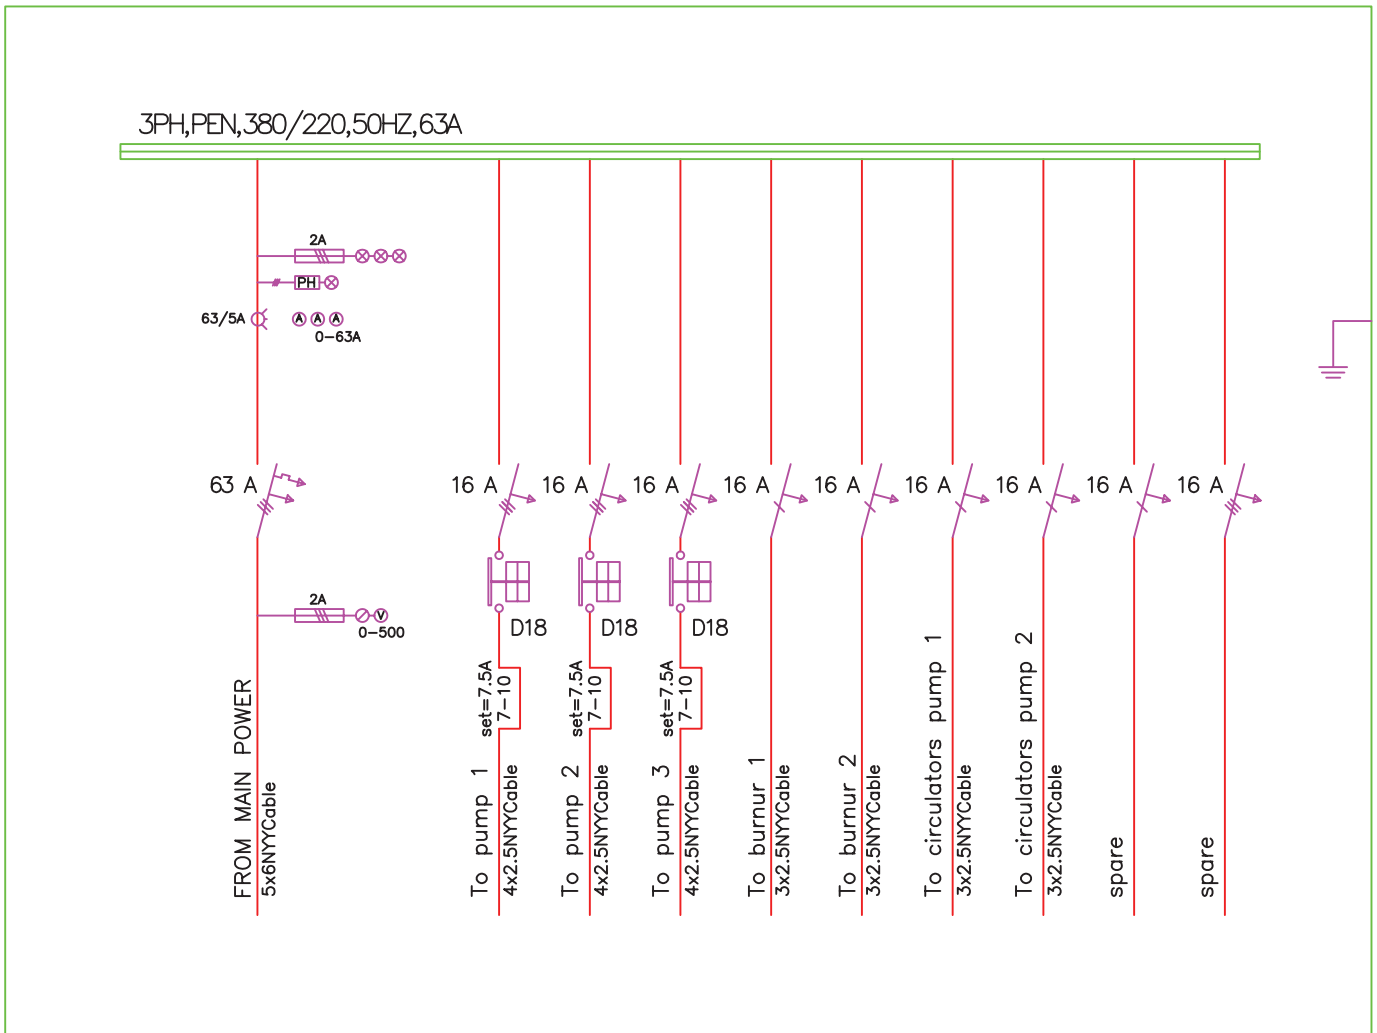 3PH,PEN,380/220,50HZ,63A
2A
PH
63/5A
A A A
0-63A
63 A
16 A
16 A
16 A
16 A
16 A
16 A
16 A
16 A
16 A
2A
V
0-500
D18
D18
D18
set=7.5A
7-10
set=7.5A
7-10
set=7.5A
7-10
FROM MAIN POWER
5x6NYYCable
To pump 1
4x2.5NYYCable
To pump 2
4x2.5NYYCable
To pump 3
4x2.5NYYCable
To burnur 1
3x2.5NYYCable
To burnur 2
3x2.5NYYCable
To circulators pump 1
3x2.5NYYCable
To circulators pump 2
3x2.5NYYCable
spare
spare